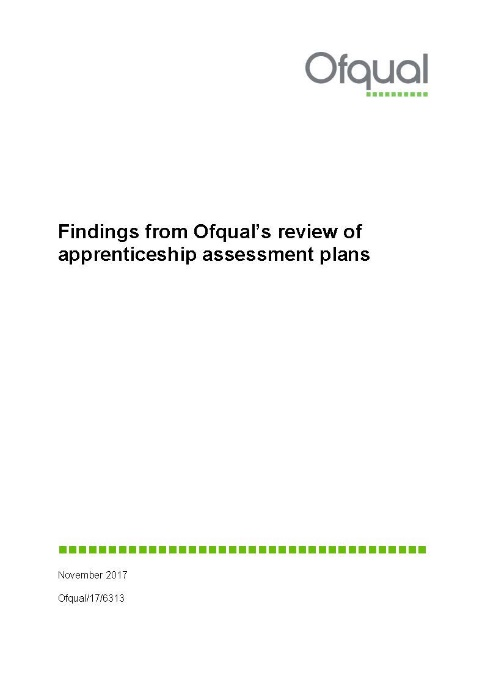 Ofqual
Findings from Ofqual’s review of
apprenticeship assessment plans
November 2017
Ofqual/17/6313